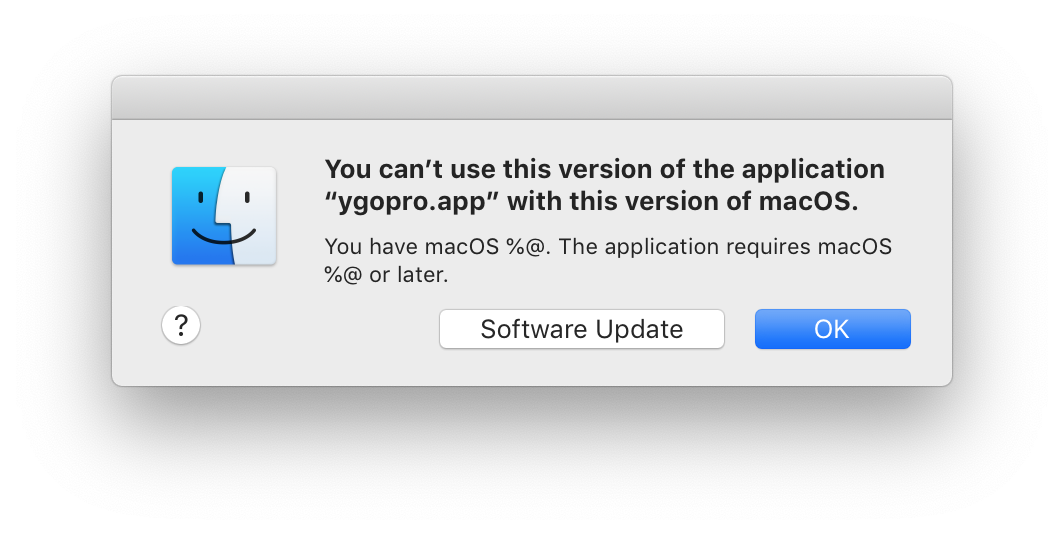 You can’t use this version of the application
“ygopro.app” with this version of macOS.
You have macOS %@. The application requires macOS
%@ or later.
?
Software Update
OK